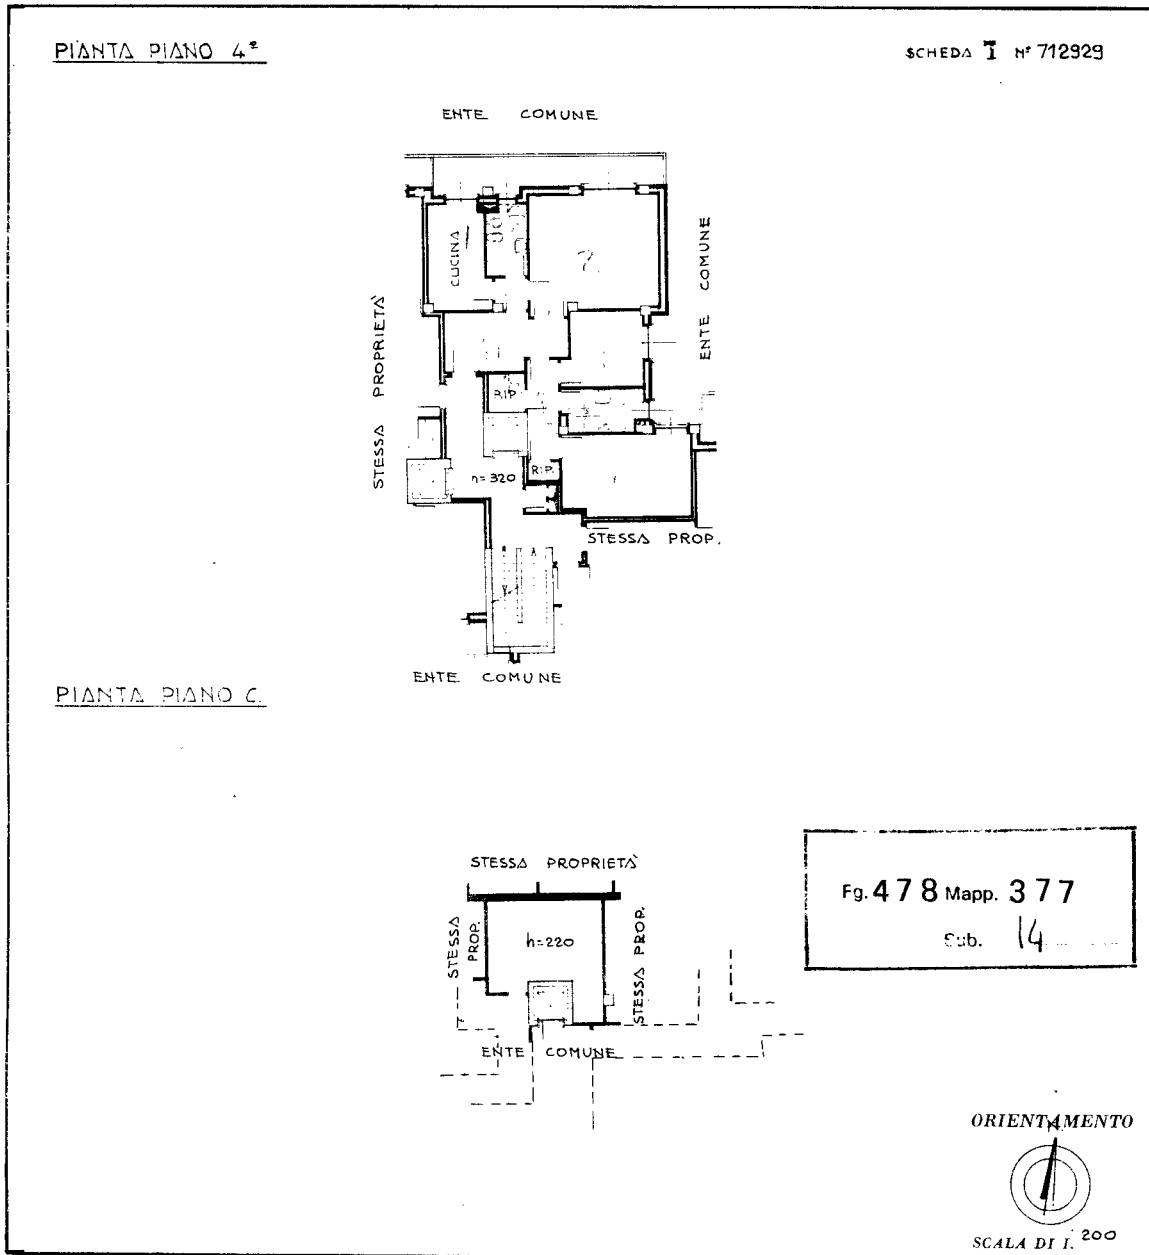 PIANTA PIANO 4º
SCHEDA I Nº 712929
ENTE COMUNE
CUCINA
ENTE COMUNE
STESSA PROPRIETÀ
RIP.
RIP.
h=320
STESSA PROP.
ENTE COMUNE
PIANTA PIANO C.
STESSA PROPRIETÀ
STESSA PROP.
h=220
STESSA PROP.
ENTE COMUNE
Fg. 478 Mapp. 377
Sub. 14
ORIENTAMENTO
N
SCALA DI 1: 200